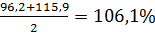 96,2+115,9
2
= 106,1%